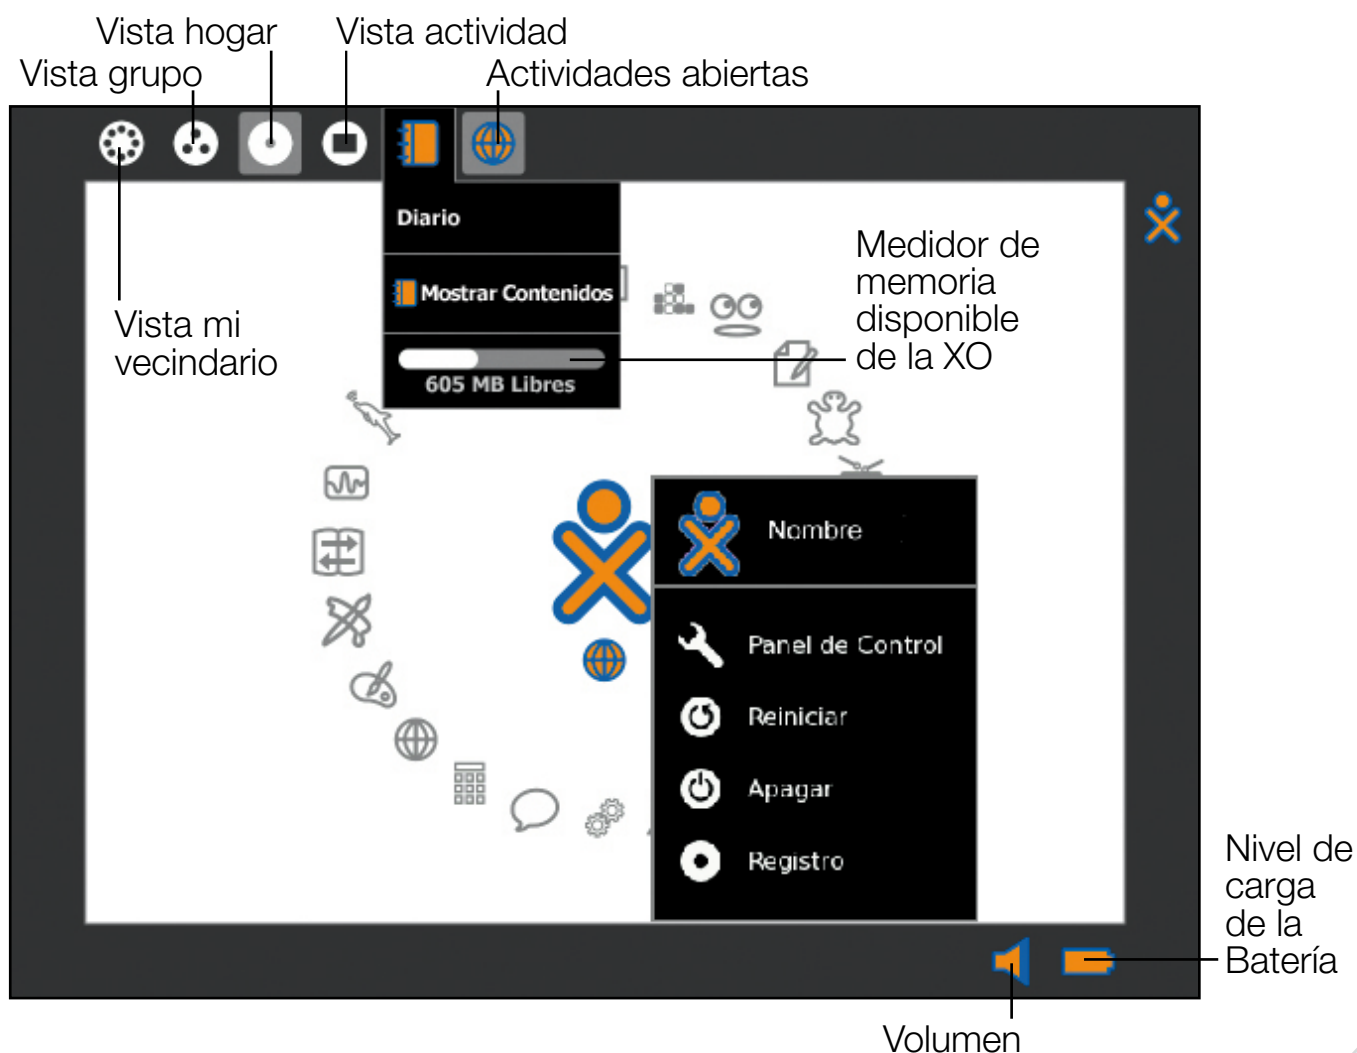 Vista hogar
Vista actividad
Vista grupo
Actividades abiertas
Diario
Mostrar Contenidos
605 MB Libres
Medidor de
memoria
disponible
de la XO
Vista mi
vecindario
Nombre
Panel de Control
Reiniciar
Apagar
Registro
Nivel de
carga
de la
Batería
Volumen